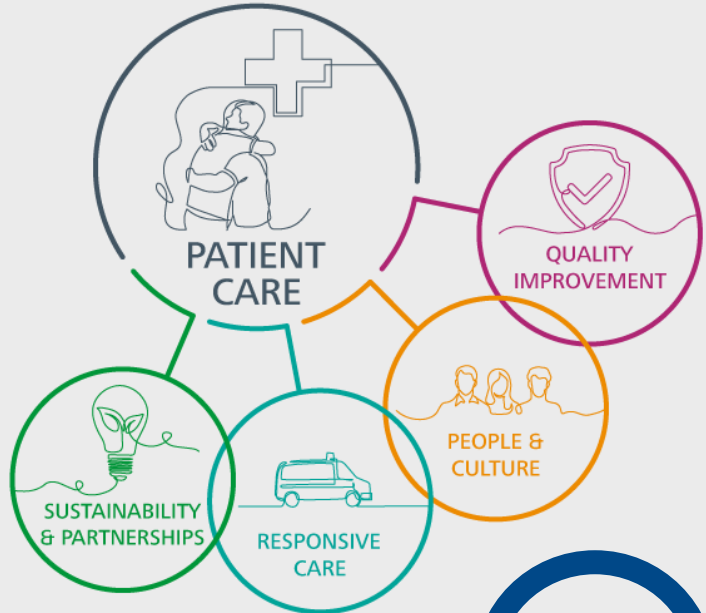 PATIENT
CARE
QUALITY
IMPROVEMENT
PEOPLE &
CULTURE
SUSTAINABILITY
& PARTNERSHIPS
RESPONSIVE
CARE